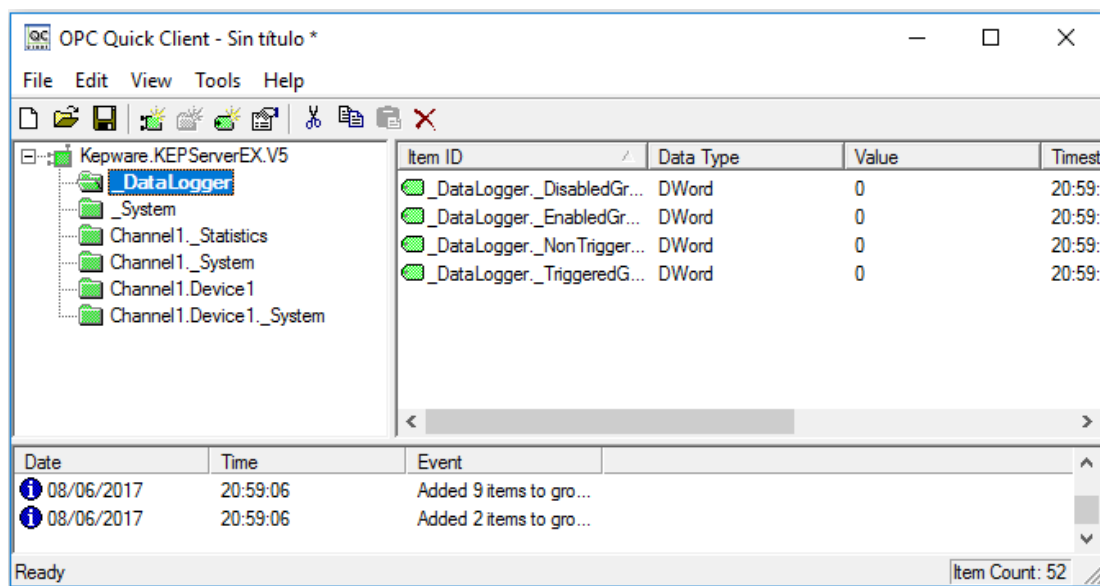 OPC Quick Client - Sin título *
File Edit View Tools Help
Kepware.KEPServerEX.V5
_DataLogger
_System
Channel1._Statistics
Channel1._System
Channel1.Device1
Channel1.Device1._System
Item ID Data Type Value Timest
_DataLogger._DisabledGr... DWord 0 20:59:
_DataLogger._EnabledGr... DWord 0 20:59:
_DataLogger._NonTrigger... DWord 0 20:59:
_DataLogger._TriggeredG... DWord 0 20:59:
Date Time Event
08/06/2017 20:59:06 Added 9 items to gro...
08/06/2017 20:59:06 Added 2 items to gro...
Ready Item Count: 52